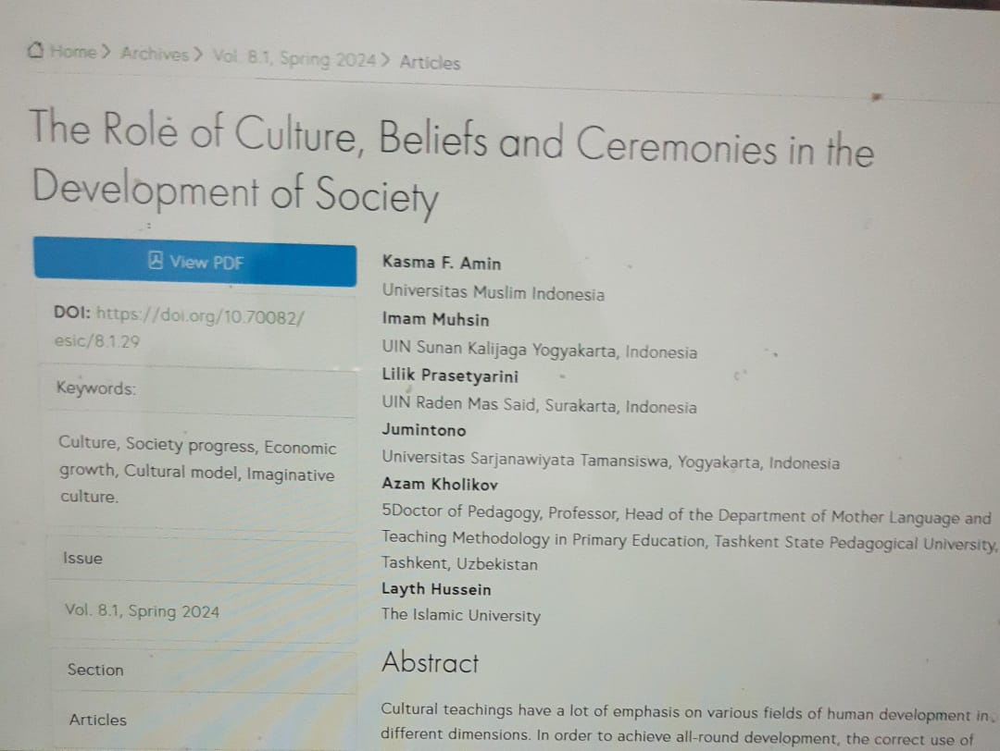 Home > Archives > Vol. 8.1, Spring 2024 > Articles
The Role of Culture, Beliefs and Ceremonies in the
Development of Society
View PDF
DOI: https://doi.org/10.70082/
esic/8.1.29
Keywords:
Culture, Society progress, Economic
growth, Cultural model, Imaginative
culture.
Issue
Vol. 8.1, Spring 2024
Section
Articles
Kasma F. Amin
Universitas Muslim Indonesia
Imam Muhsin
UIN Sunan Kalijaga Yogyakarta, Indonesia
Lilik Prasetyarini
UIN Raden Mas Said, Surakarta, Indonesia
Jumintono
Universitas Sarjanawiyata Tamansiswa, Yogyakarta, Indonesia
Azam Kholikov
5Doctor of Pedagogy, Professor, Head of the Department of Mother Language and
Teaching Methodology in Primary Education, Tashkent State Pedagogical University,
Tashkent, Uzbekistan
Layth Hussein
The Islamic University
Abstract
Cultural teachings have a lot of emphasis on various fields of human development in
different dimensions. In order to achieve all-round development, the correct use of